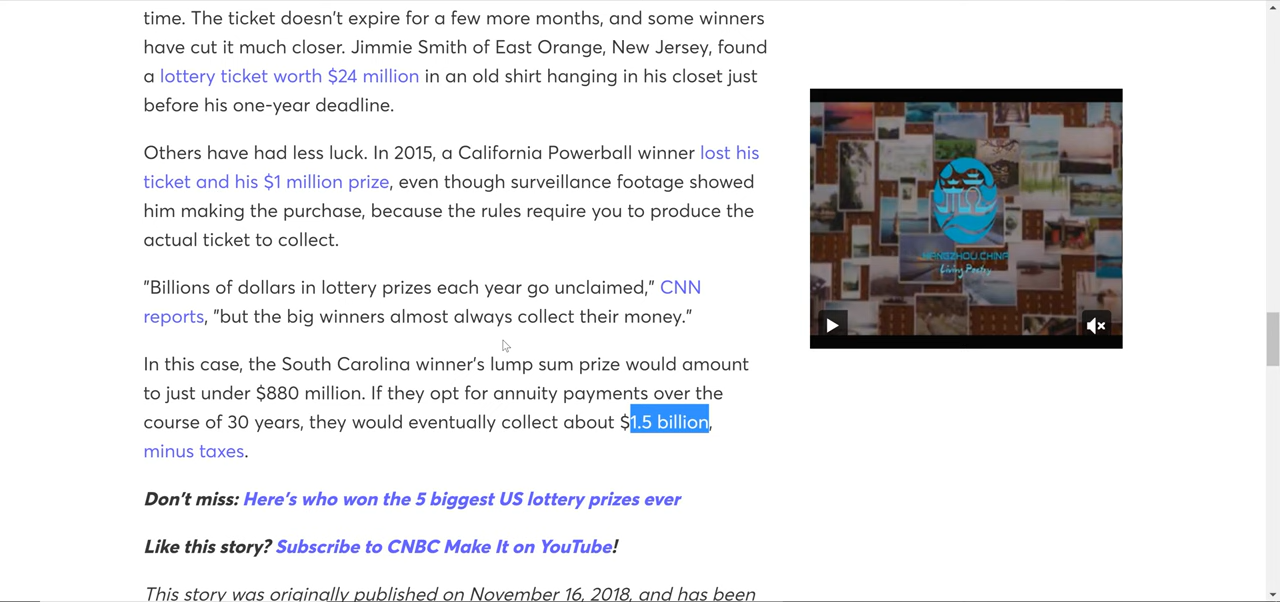 time. The ticket doesn't expire for a few more months, and some winners
have cut it much closer. Jimmie Smith of East Orange, New Jersey, found
a lottery ticket worth $24 million in an old shirt hanging in his closet just
before his one-year deadline.
Others have had less luck. In 2015, a California Powerball winner lost his
ticket and his $1 million prize, even though surveillance footage showed
him making the purchase, because the rules require you to produce the
actual ticket to collect.
"Billions of dollars in lottery prizes each year go unclaimed," CNN
reports, "but the big winners almost always collect their money."
In this case, the South Carolina winner's lump sum prize would amount
to just under $880 million. If they opt for annuity payments over the
course of 30 years, they would eventually collect about $1.5 billion,
minus taxes.
Don't miss: Here's who won the 5 biggest US lottery prizes ever
Like this story? Subscribe to CNBC Make It on YouTube!
This story was originally published on November 16, 2018, and has been
HANGZHOU.CHINA
Living Poetry